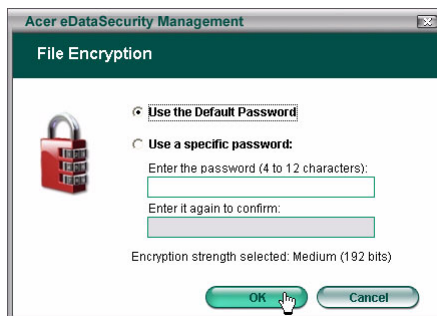 Acer eDataSecurity Management
File Encryption
Use the Default Password
Use a specific password:
Enter the password (4 to 12 characters):
Enter it again to confirm:
Encryption strength selected: Medium (192 bits)
OK Cancel